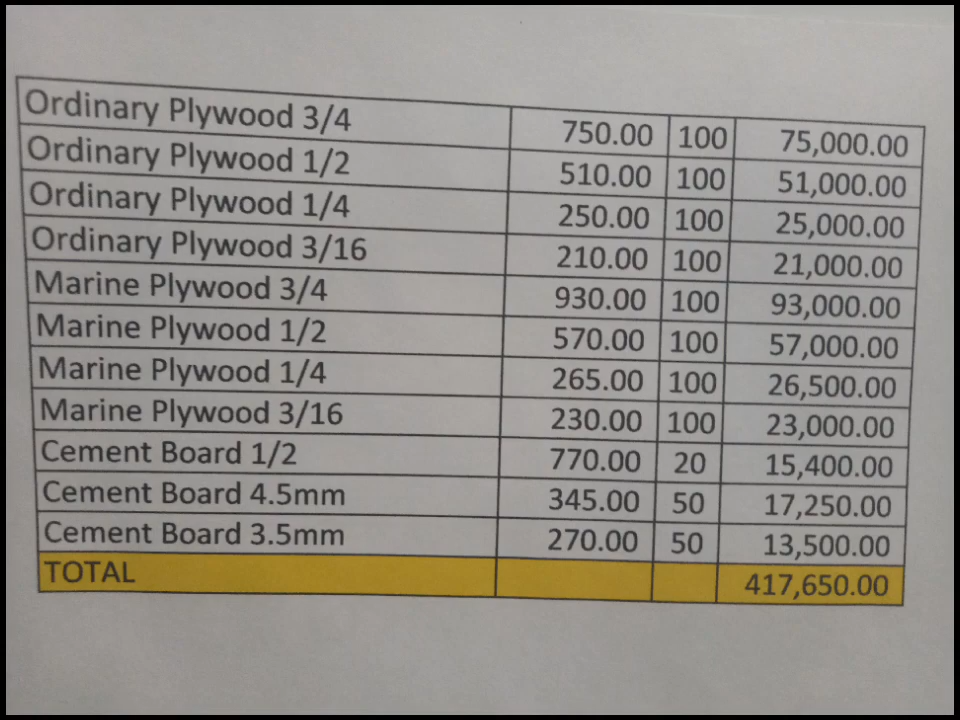 Ordinary Plywood 3/4 750.00 100 75,000.00
Ordinary Plywood 1/2 510.00 100 51,000.00
Ordinary Plywood 1/4 250.00 100 25,000.00
Ordinary Plywood 3/16 210.00 100 21,000.00
Marine Plywood 3/4 930.00 100 93,000.00
Marine Plywood 1/2 570.00 100 57,000.00
Marine Plywood 1/4 265.00 100 26,500.00
Marine Plywood 3/16 230.00 100 23,000.00
Cement Board 1/2 770.00 20 15,400.00
Cement Board 4.5mm 345.00 50 17,250.00
Cement Board 3.5mm 270.00 50 13,500.00
TOTAL 417,650.00